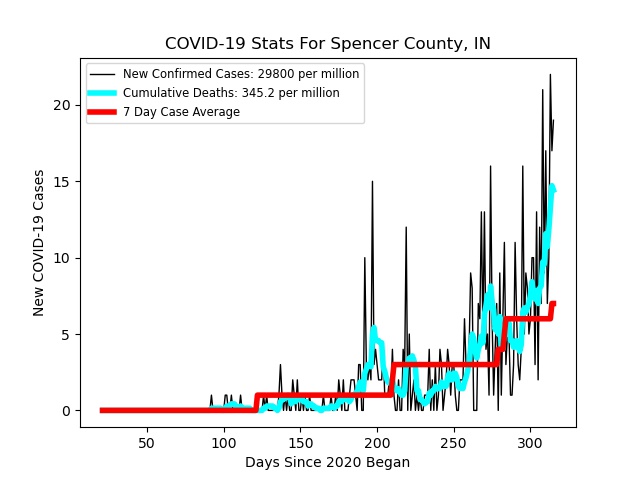 COVID-19 Stats For Spencer County, IN
New Confirmed Cases: 29800 per million
Cumulative Deaths: 345.2 per million
7 Day Case Average
20
15
10
5
0
New COVID-19 Cases
50 100 150 200 250 300
Days Since 2020 Began